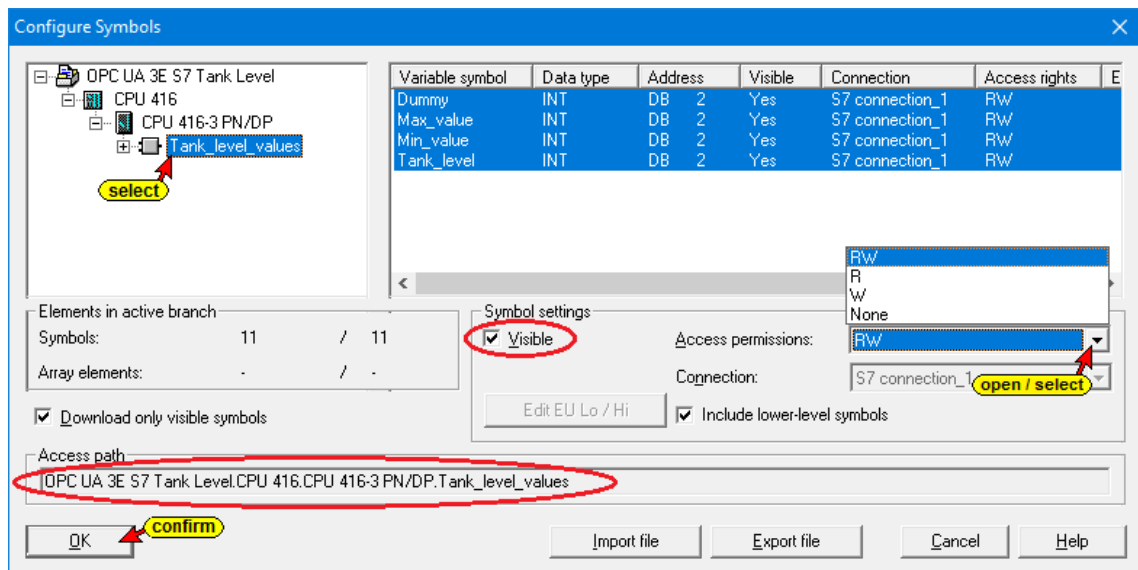 Configure Symbols
OPC UA 3E S7 Tank Level
CPU 416
CPU 416-3 PN/DP
Tank_level_values
select
Variable symbol Data type Address Visible Connection Access rights E
Dummy INT DB 2 Yes S7 connection_1 RW
Max_value INT DB 2 Yes S7 connection_1 RW
Min_value INT DB 2 Yes S7 connection_1 RW
Tank_level INT DB 2 Yes S7 connection_1 RW
RW
R
W
None
Elements in active branch
Symbols: 11 / 11
Array elements: - / -
Download only visible symbols
Symbol settings
Visible
Access permissions: RW
Connection: S7 connection_1
open / select
Edit EU Lo / Hi
Include lower-level symbols
Access path
OPC UA 3E S7 Tank Level.CPU 416.CPU 416-3 PN/DP.Tank_level_values
confirm
OK Import file Export file Cancel Help